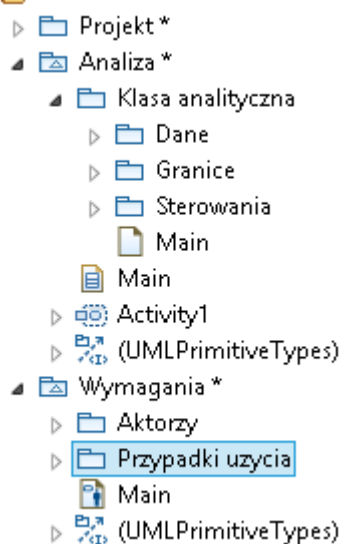 Projekt *
Analiza *
Klasa analityczna
Dane
Granice
Sterowania
Main
Main
Activity1
(UMLPrimitiveTypes)
Wymagania *
Aktorzy
Przypadki uzycia
Main
(UMLPrimitiveTypes)